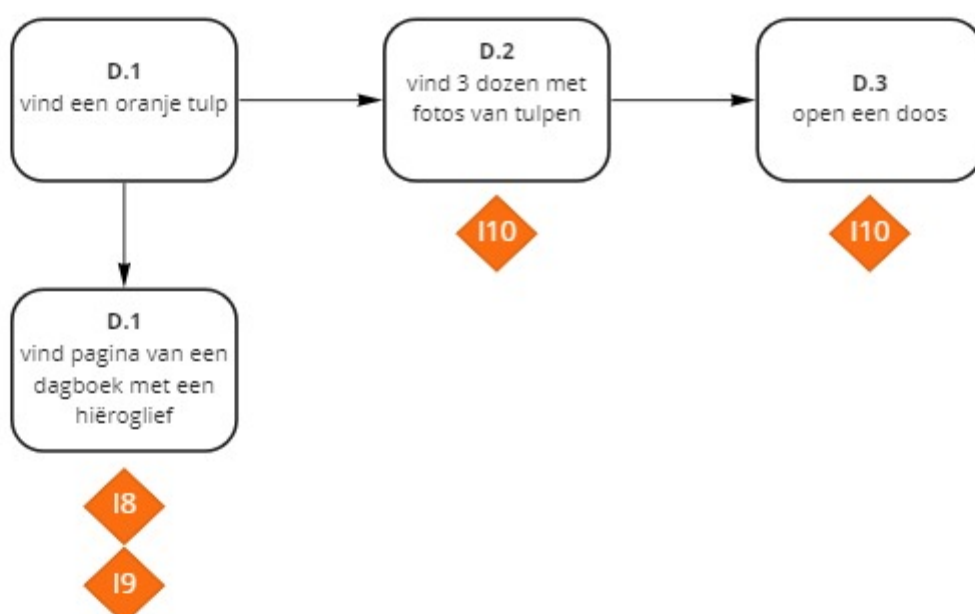 D.1
vind een oranje tulp
D.2
vind 3 dozen met
fotos van tulpen
D.3
open een doos
I10
I10
D.1
vind pagina van een
dagboek met een
hiëroglief
I8
I9